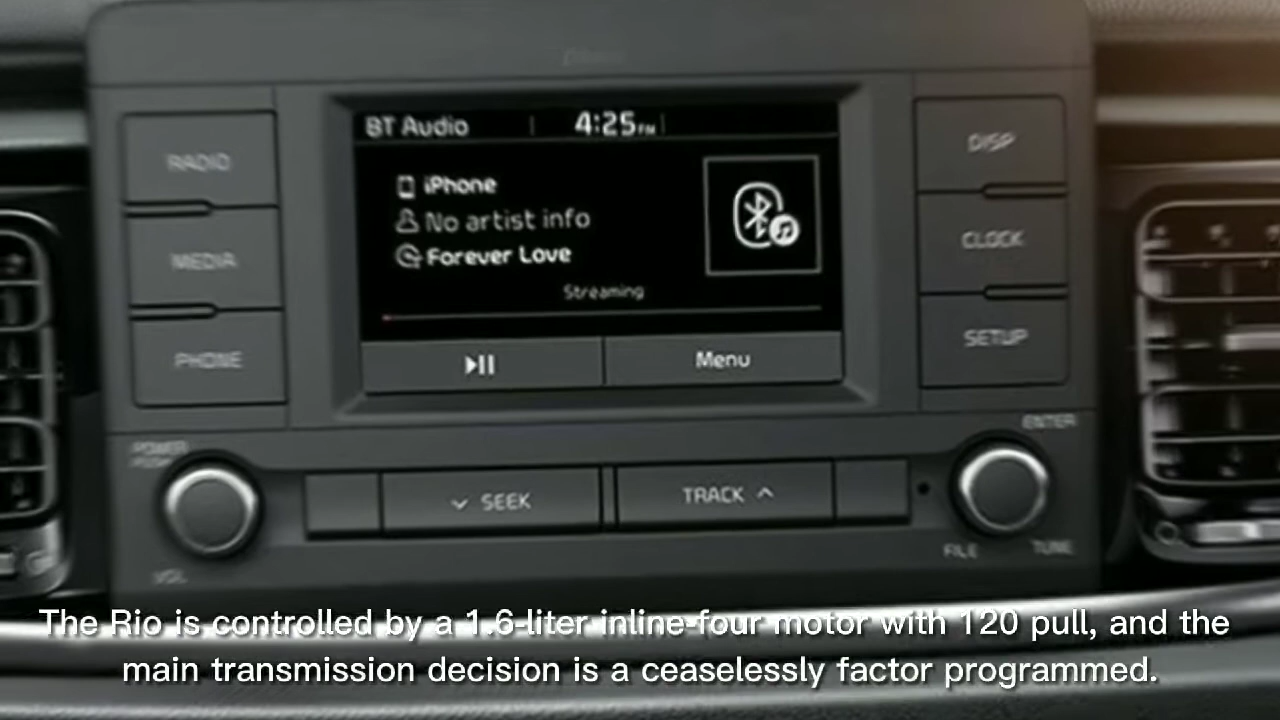 BT Audio
4:25 PM
RADIO
DISP
iPhone
No artist info
MEDIA
CLOCK
Forever Love
Streaming
PHONE
Menu
SETUP
ENTER
POWER
SEEK
TRACK
VOL
FILE
TUNE
The Rio is controlled by a 1.6-liter inline-four motor with 120 pull, and the
main transmission decision is a ceaselessly factor programmed.